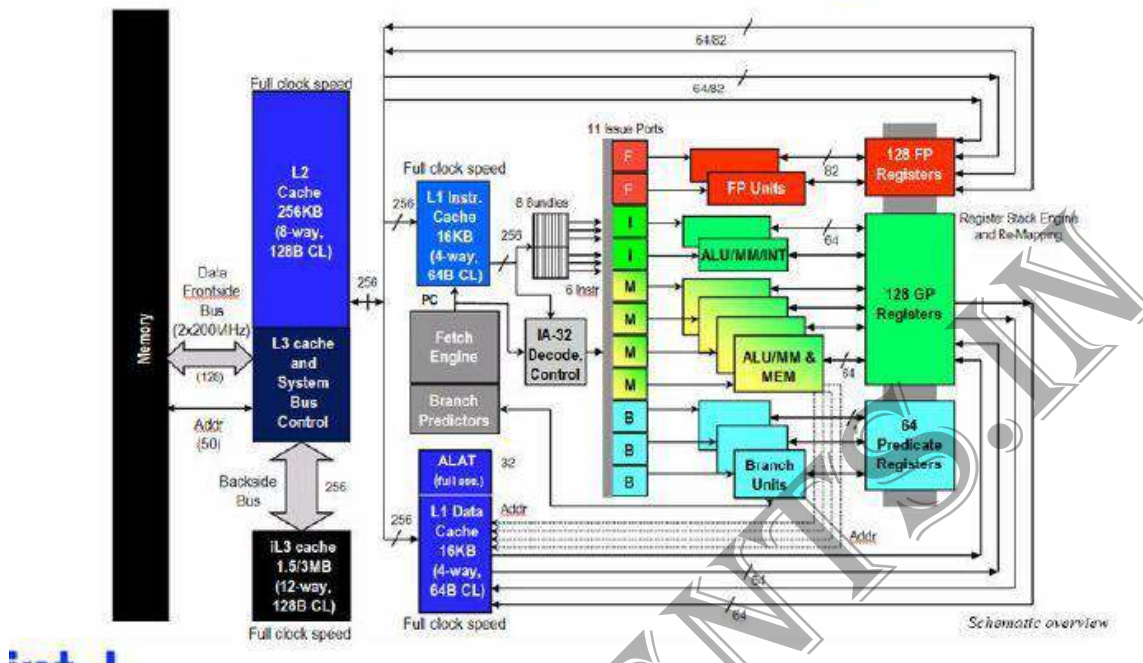 64/82
64/82
Full clock speed
L2
Cache
256KB
(8-way,
128B CL)
L3 cache
and
System
Bus
Control
Memory
Data
Frontside
Bus
(2x200MHz)
(128)
Addr
(50)
Backside
Bus
256
iL3 cache
1.5/3MB
(12-way,
128B CL)
Full clock speed
256
Full clock speed
256
L1 Instr.
Cache
16KB
(4-way,
64B CL)
256
PC
Fetch
Engine
Branch
Predictors
8 Bundles
6 Instr
IA-32
Decode.
Control
ALAT
(full ass.)
32
256
L1 Data
Cache
16KB
(4-way,
64B CL)
Full clock speed
Addr
11 Issue Ports
F
F
I
I
M
M
M
M
B
B
B
FP Units
82
ALU/MM/INT
64
ALU/MM &
MEM
64
Branch
Units
Addr
128 FP
Registers
Register Stack Engine
and Re-Mapping
128 GP
Registers
64
Predicate
Registers
64
64
Schematic overview
NTS.IN